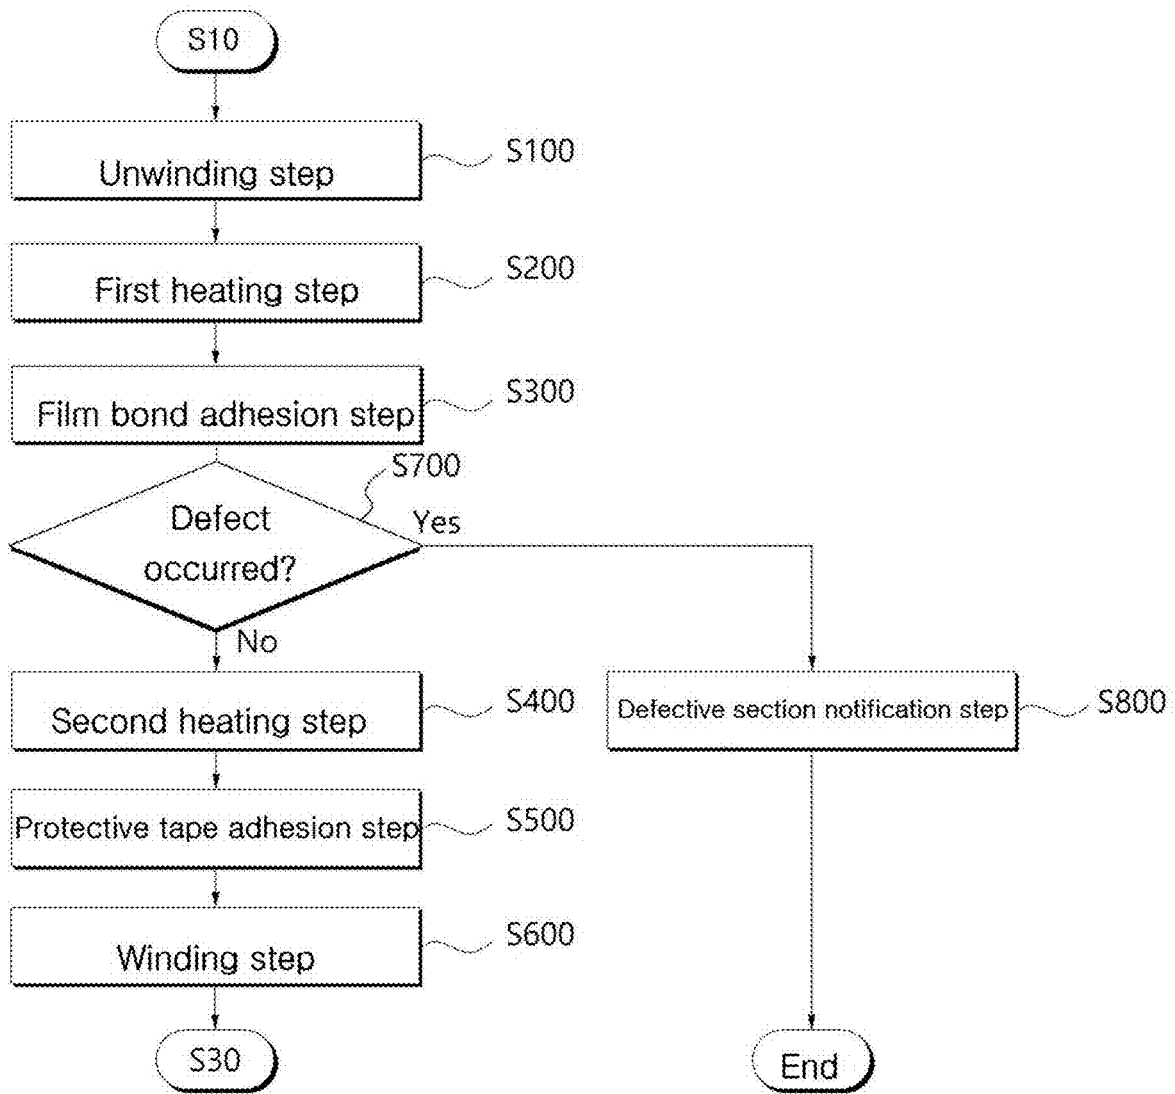 S10
Unwinding step
S100
First heating step
S200
Film bond adhesion step
S300
S700
Defect
occurred?
Yes
No
Second heating step
S400
Defective section notification step
S800
Protective tape adhesion step
S500
Winding step
S600
S30
End